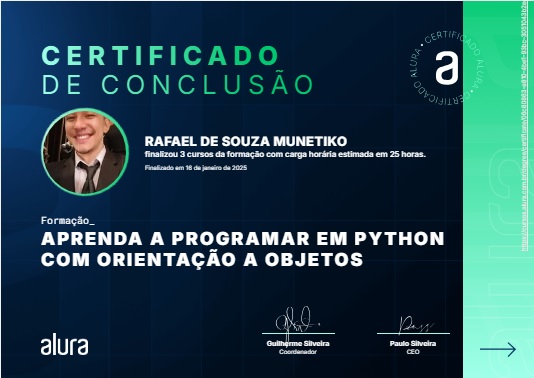 CERTIFICADO
DE CONCLUSÃO
CERTIFICADO ALURA • CERTIFICADO ALURA •
a
RAFAEL DE SOUZA MUNETIKO
finalizou 3 cursos da formação com carga horária estimada em 25 horas.
Finalizado em 16 de janeiro de 2025
Formação_
APRENDA A PROGRAMAR EM PYTHON
COM ORIENTAÇÃO A OBJETOS
Guilherme Silveira
Coordenador
Paulo Silveira
CEO
alura